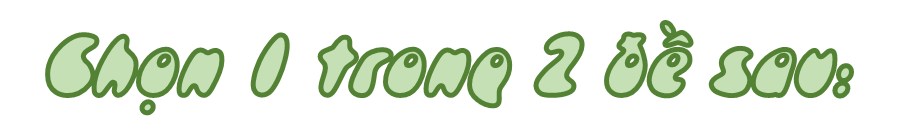 Chọn 1 trong 2 đề sau: